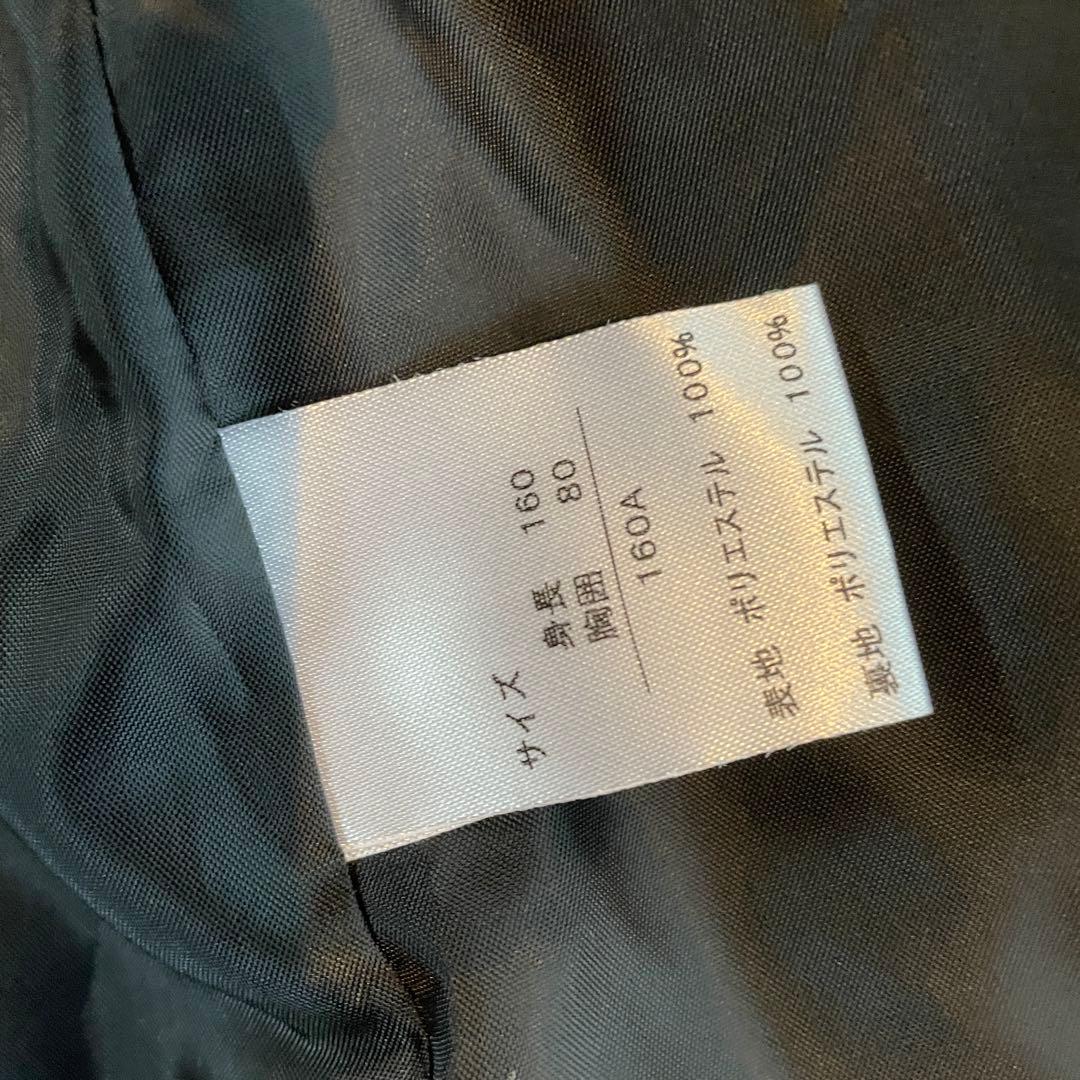 サイズ
身長 160
胸囲 80
160A
表地 ポリエステル 100%
裏地 ポリエステル 100%